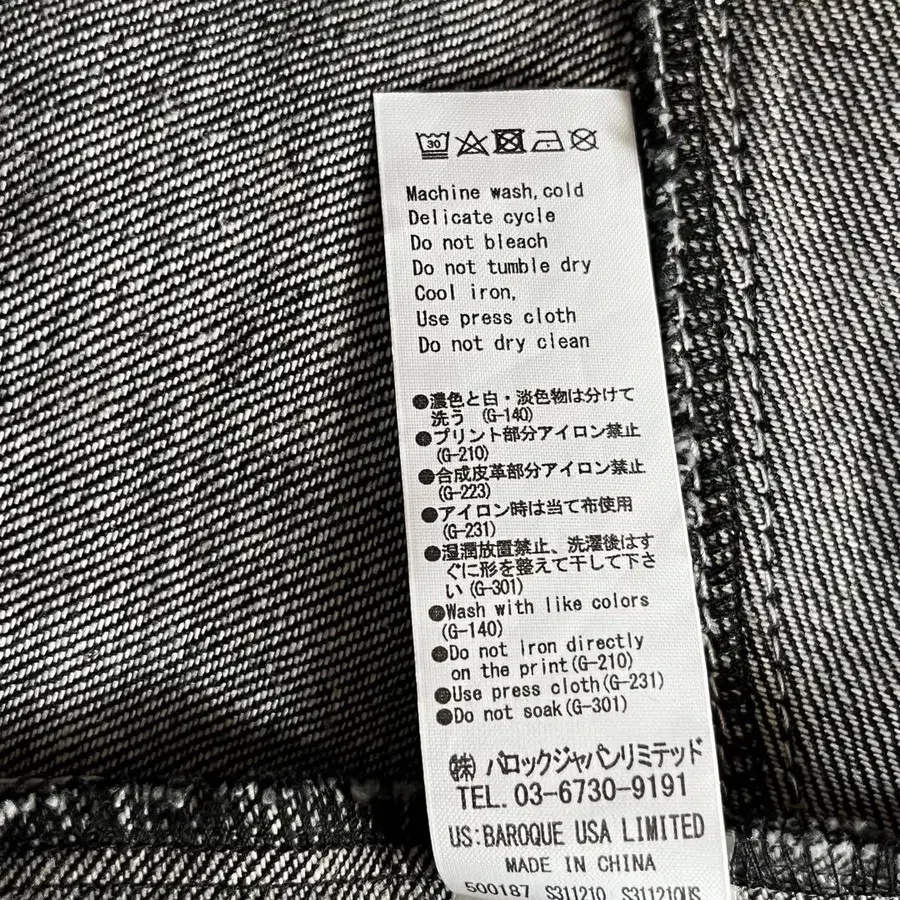 30
Machine wash,cold
Delicate cycle
Do not bleach
Do not tumble dry
Cool iron,
Use press cloth
Do not dry clean
●濃色と白・淡色物は分けて
洗う (G-140)
●プリント部分アイロン禁止
(G-210)
●合成皮革部分アイロン禁止
(G-223)
●アイロン時は当て布使用
(G-231)
●湿潤放置禁止、洗濯後はす
ぐに形を整えて干して下さ
い(G-301)
●Wash with like colors
(G-140)
●Do not iron directly
on the print(G-210)
●Use press cloth(G-231)
●Do not soak(G-301)
㈱ バロックジャパンリミテッド
TEL. 03-6730-9191
US:BAROQUE USA LIMITED
MADE IN CHINA
500187 S311210 S311210US